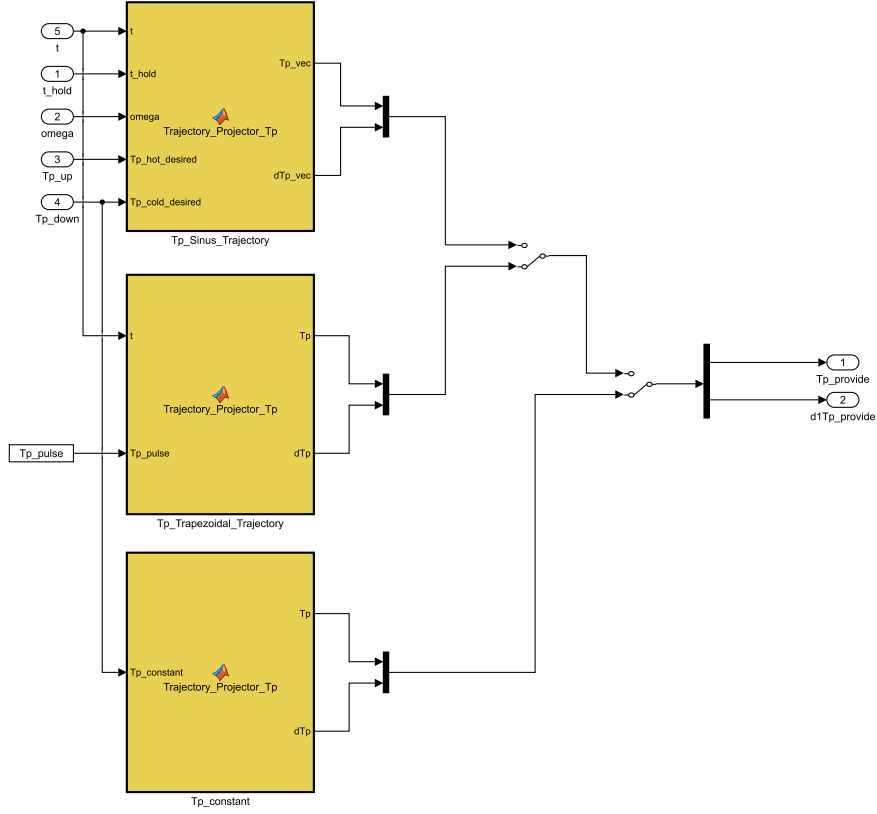 5
t
1
t_hold
2
omega
3
Tp_up
4
Tp_down
t
t_hold
omega
Tp_hot_desired
Tp_cold_desired
Trajectory_Projector_Tp
Tp_vec
dTp_vec
Tp_Sinus_Trajectory
t
Tp_pulse
Tp_pulse
Trajectory_Projector_Tp
Tp
dTp
Tp_Trapezoidal_Trajectory
Tp_constant
Trajectory_Projector_Tp
Tp
dTp
Tp_constant
1
Tp_provide
2
d1Tp_provide